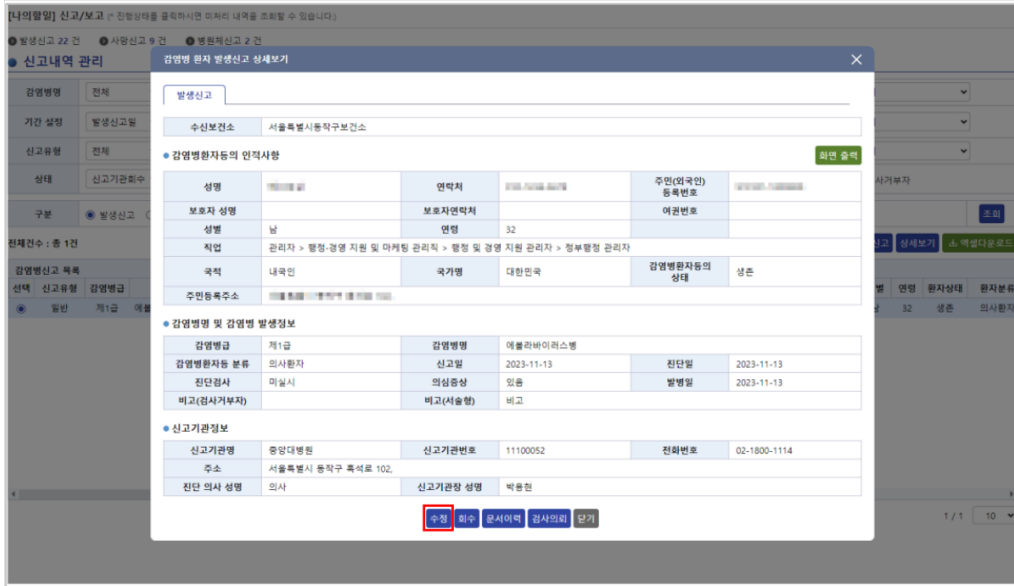 [나의할일] 신고/보고 (* 진행상태를 클릭하시면 미처리 내역을 조회할 수 있습니다.)
발생신고 22 건 사망신고 9 건 병원체신고 2 건
신고내역 관리
감염병명 전체
기간 설정 발생신고일
신고유형 전체
상태 신고기관회수 사거부자
구분 발생신고 조회
전체건수 : 총 1건 신고 상세보기 엑셀다운로드
감염병신고 목록
선택 신고유형 감염병급 별 연령 환자상태 환자분류
일반 제1급 에볼 32 생존 의사환자
1 / 1 10
감염병 환자 발생신고 상세보기
발생신고
수신보건소 서울특별시동작구보건소
감염병환자등의 인적사항 화면 출력
성명 연락처 주민(외국인) 등록번호
보호자 성명 보호자연락처 여권번호
성별 남 연령 32
직업 관리자 > 행정·경영 지원 및 마케팅 관리직 > 행정 및 경영 지원 관리자 > 정부행정 관리자
국적 내국인 국가명 대한민국 감염병환자등의 상태 생존
주민등록주소
감염병명 및 감염병 발생정보
감염병급 제1급 감염병명 에볼라바이러스병
감염병환자등 분류 의사환자 신고일 2023-11-13 진단일 2023-11-13
진단검사 미실시 의심증상 있음 발병일 2023-11-13
비고(검사거부자) 비고(서술형) 비고
신고기관정보
신고기관명 중앙대병원 신고기관번호 11100052 전화번호 02-1800-1114
주소 서울특별시 동작구 흑석로 102,
진단 의사 성명 의사 신고기관장 성명 박용현
수정 회수 문서이력 검사의뢰 닫기